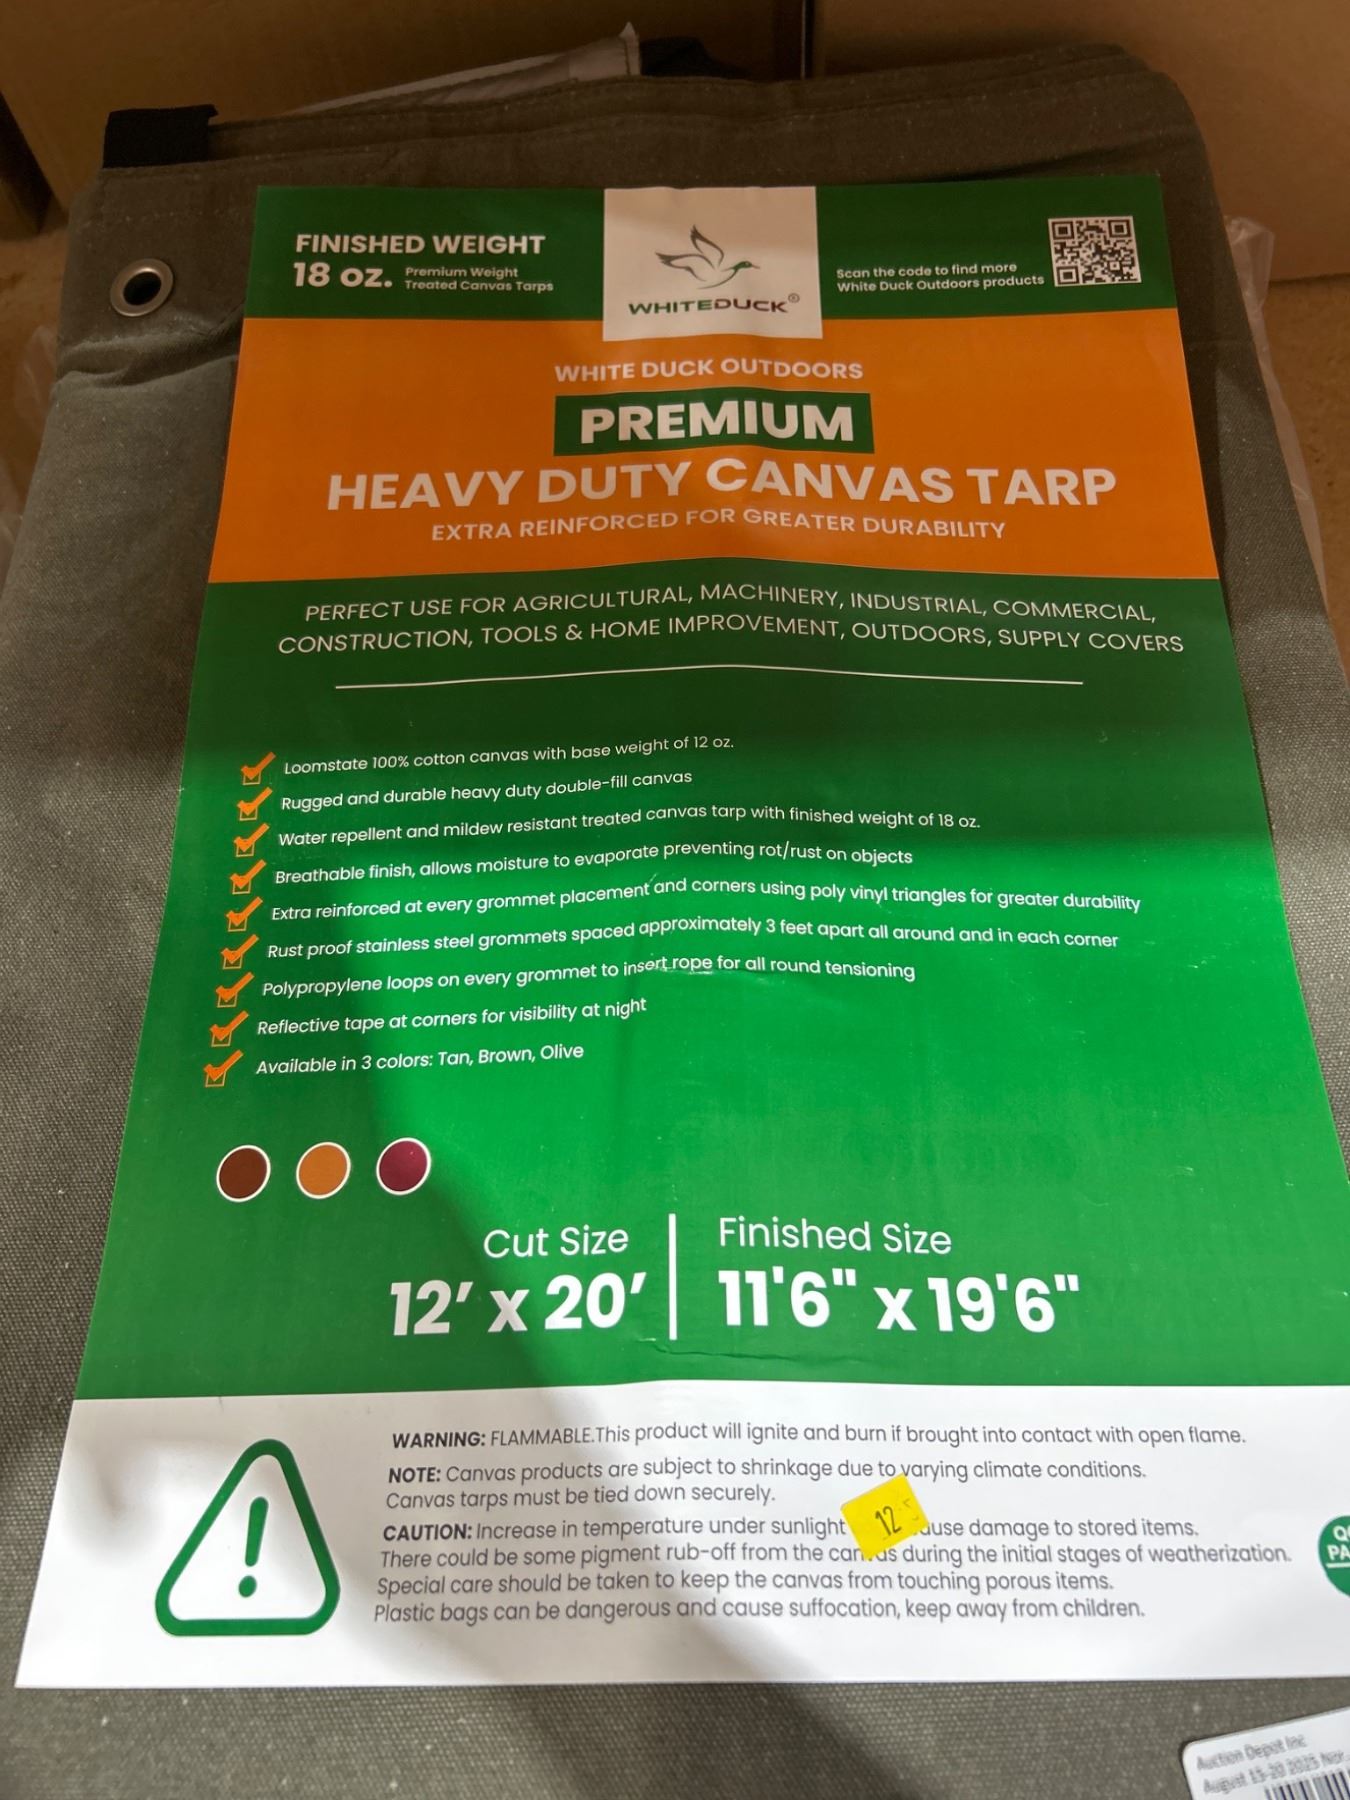 FINISHED WEIGHT
18 oz. Premium Weight
Treated Canvas Tarps
WHITEDUCK®
Scan the code to find more
White Duck Outdoors products
WHITE DUCK OUTDOORS
PREMIUM
HEAVY DUTY CANVAS TARP
EXTRA REINFORCED FOR GREATER DURABILITY
PERFECT USE FOR AGRICULTURAL, MACHINERY, INDUSTRIAL, COMMERCIAL,
CONSTRUCTION, TOOLS & HOME IMPROVEMENT, OUTDOORS, SUPPLY COVERS
Loomstate 100% cotton canvas with base weight of 12 oz.
Rugged and durable heavy duty double-fill canvas
Water repellent and mildew resistant treated canvas tarp with finished weight of 18 oz.
Breathable finish, allows moisture to evaporate preventing rot/rust on objects
Extra reinforced at every grommet placement and corners using poly vinyl triangles for greater durability
Rust proof stainless steel grommets spaced approximately 3 feet apart all around and in each corner
Polypropylene loops on every grommet to insert rope for all round tensioning
Reflective tape at corners for visibility at night
Available in 3 colors: Tan, Brown, Olive
Cut Size
12' x 20'
Finished Size
11'6" x 19'6"
WARNING: FLAMMABLE.This product will ignite and burn if brought into contact with open flame.
NOTE: Canvas products are subject to shrinkage due to varying climate conditions.
Canvas tarps must be tied down securely.
CAUTION: Increase in temperature under sunlight damage to stored items.
12
There could be some pigment rub-off from the canvas during the initial stages of weatherization.
Special care should be taken to keep the canvas from touching porous items.
Plastic bags can be dangerous and cause suffocation, keep away from children.
Auction Depot Inc
August 2025